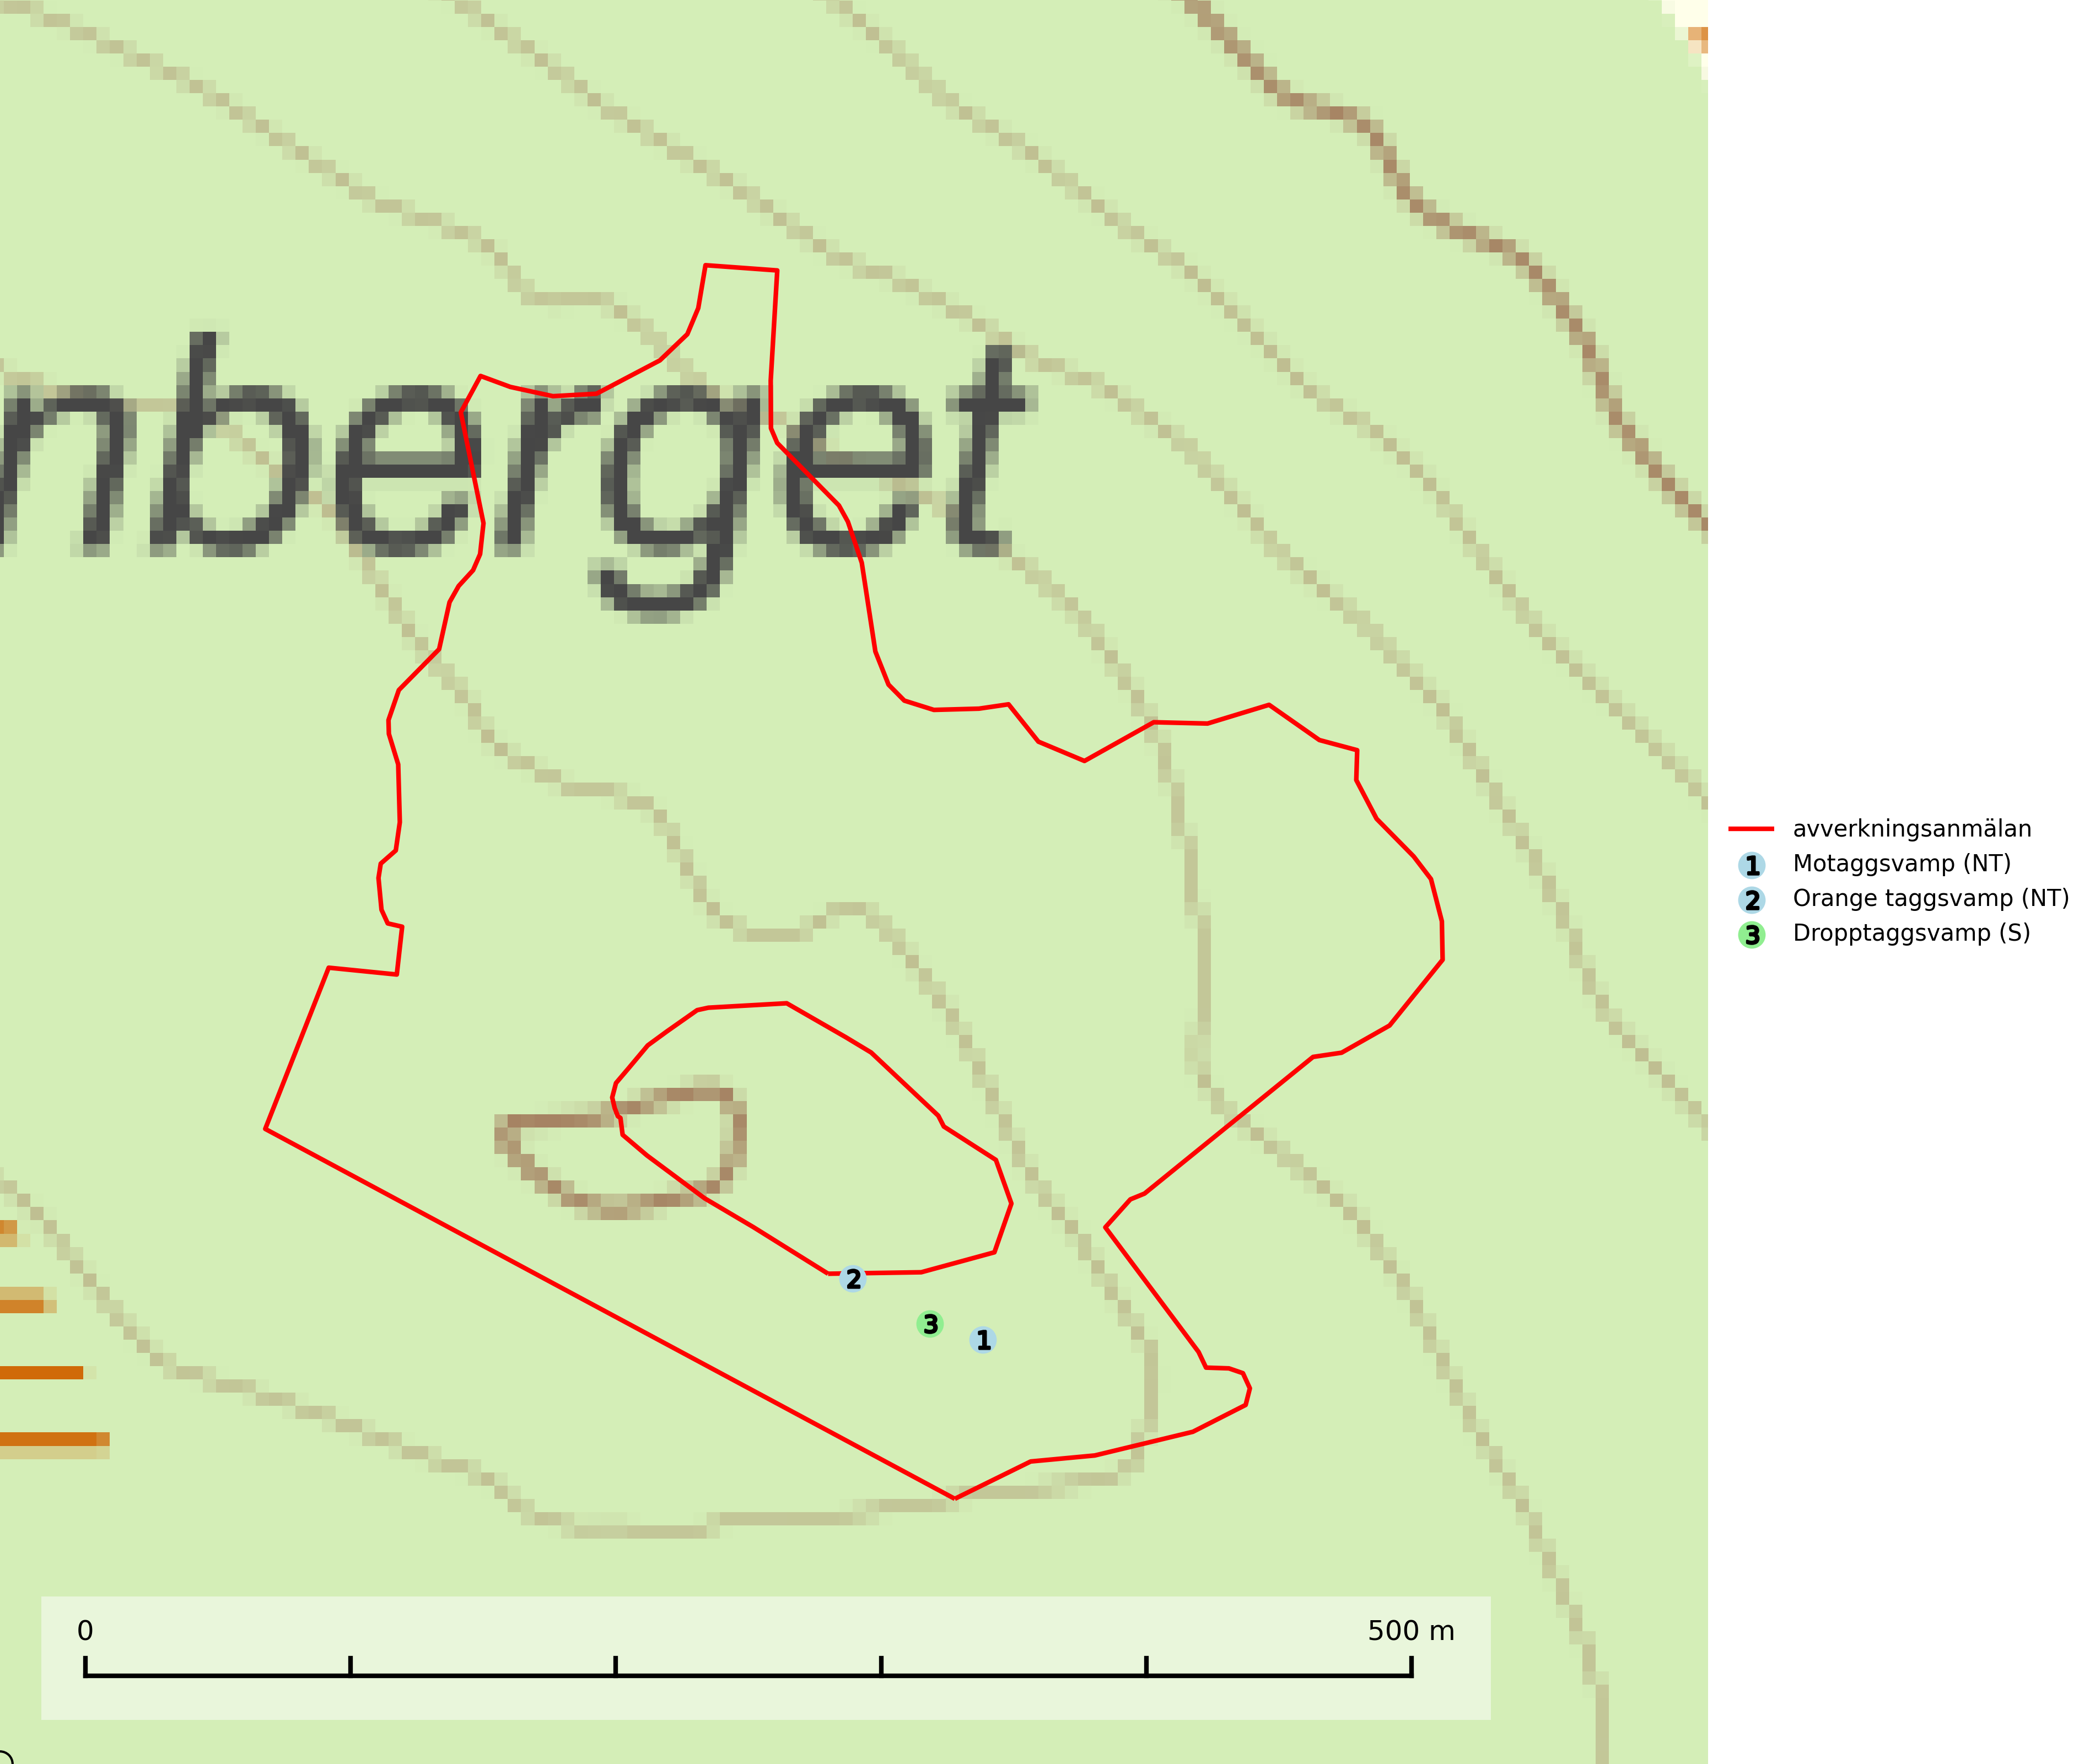 nberget
avverkningsanmälan
1 Motaggsvamp (NT)
2 Orange taggsvamp (NT)
3 Dropptaggsvamp (S)
2
3
1
0 500 m